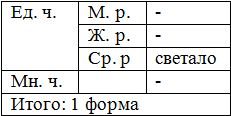 Ед. ч. М. р. -
Ж. р. -
Ср. р светало
Мн. ч. -
Итого: 1 форма